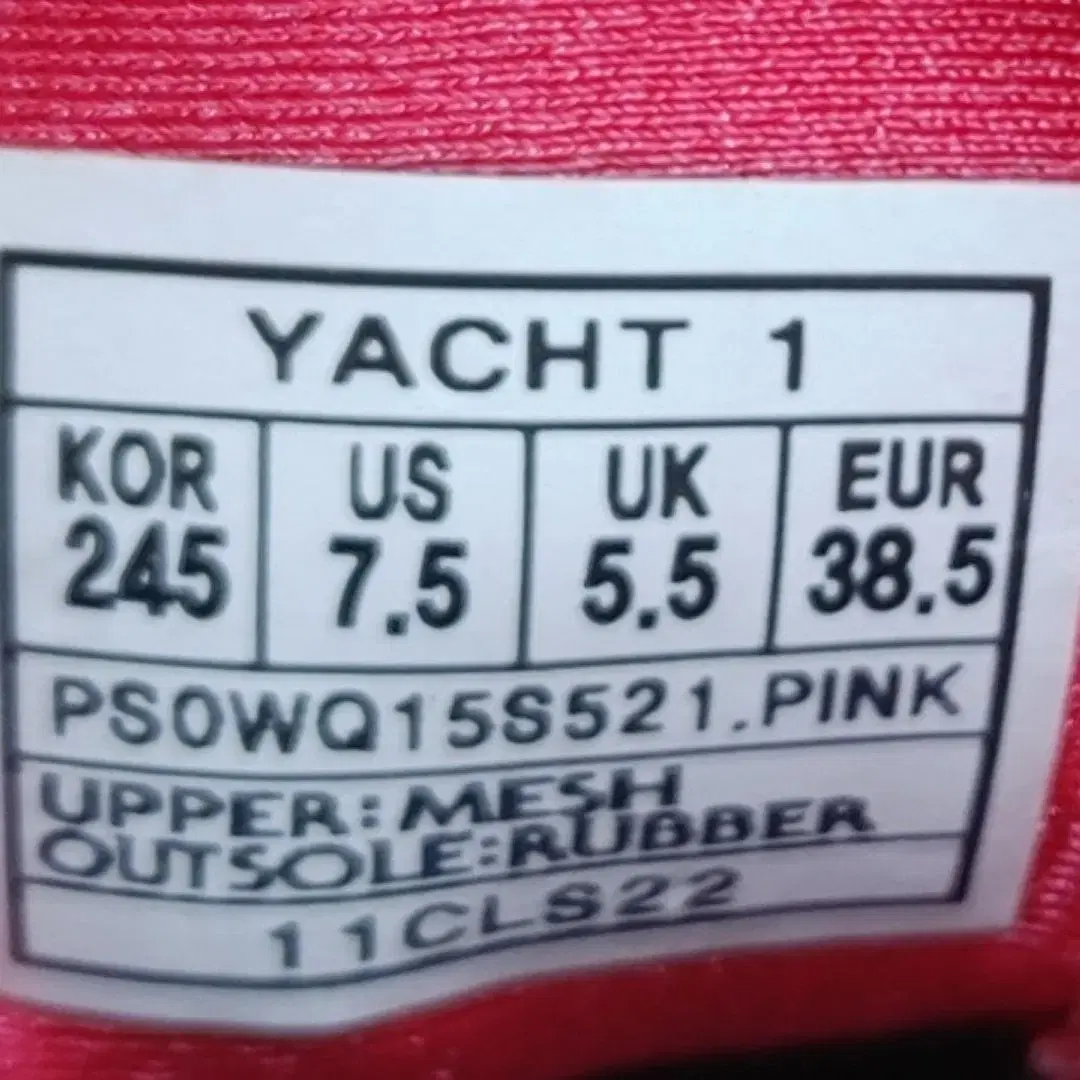 YACHT 1
KOR US UK EUR
245 7.5 5.5 38.5
PS0WQ15S521.PINK
UPPER:MESH
OUTSOLE:RUBBER
11CLS22